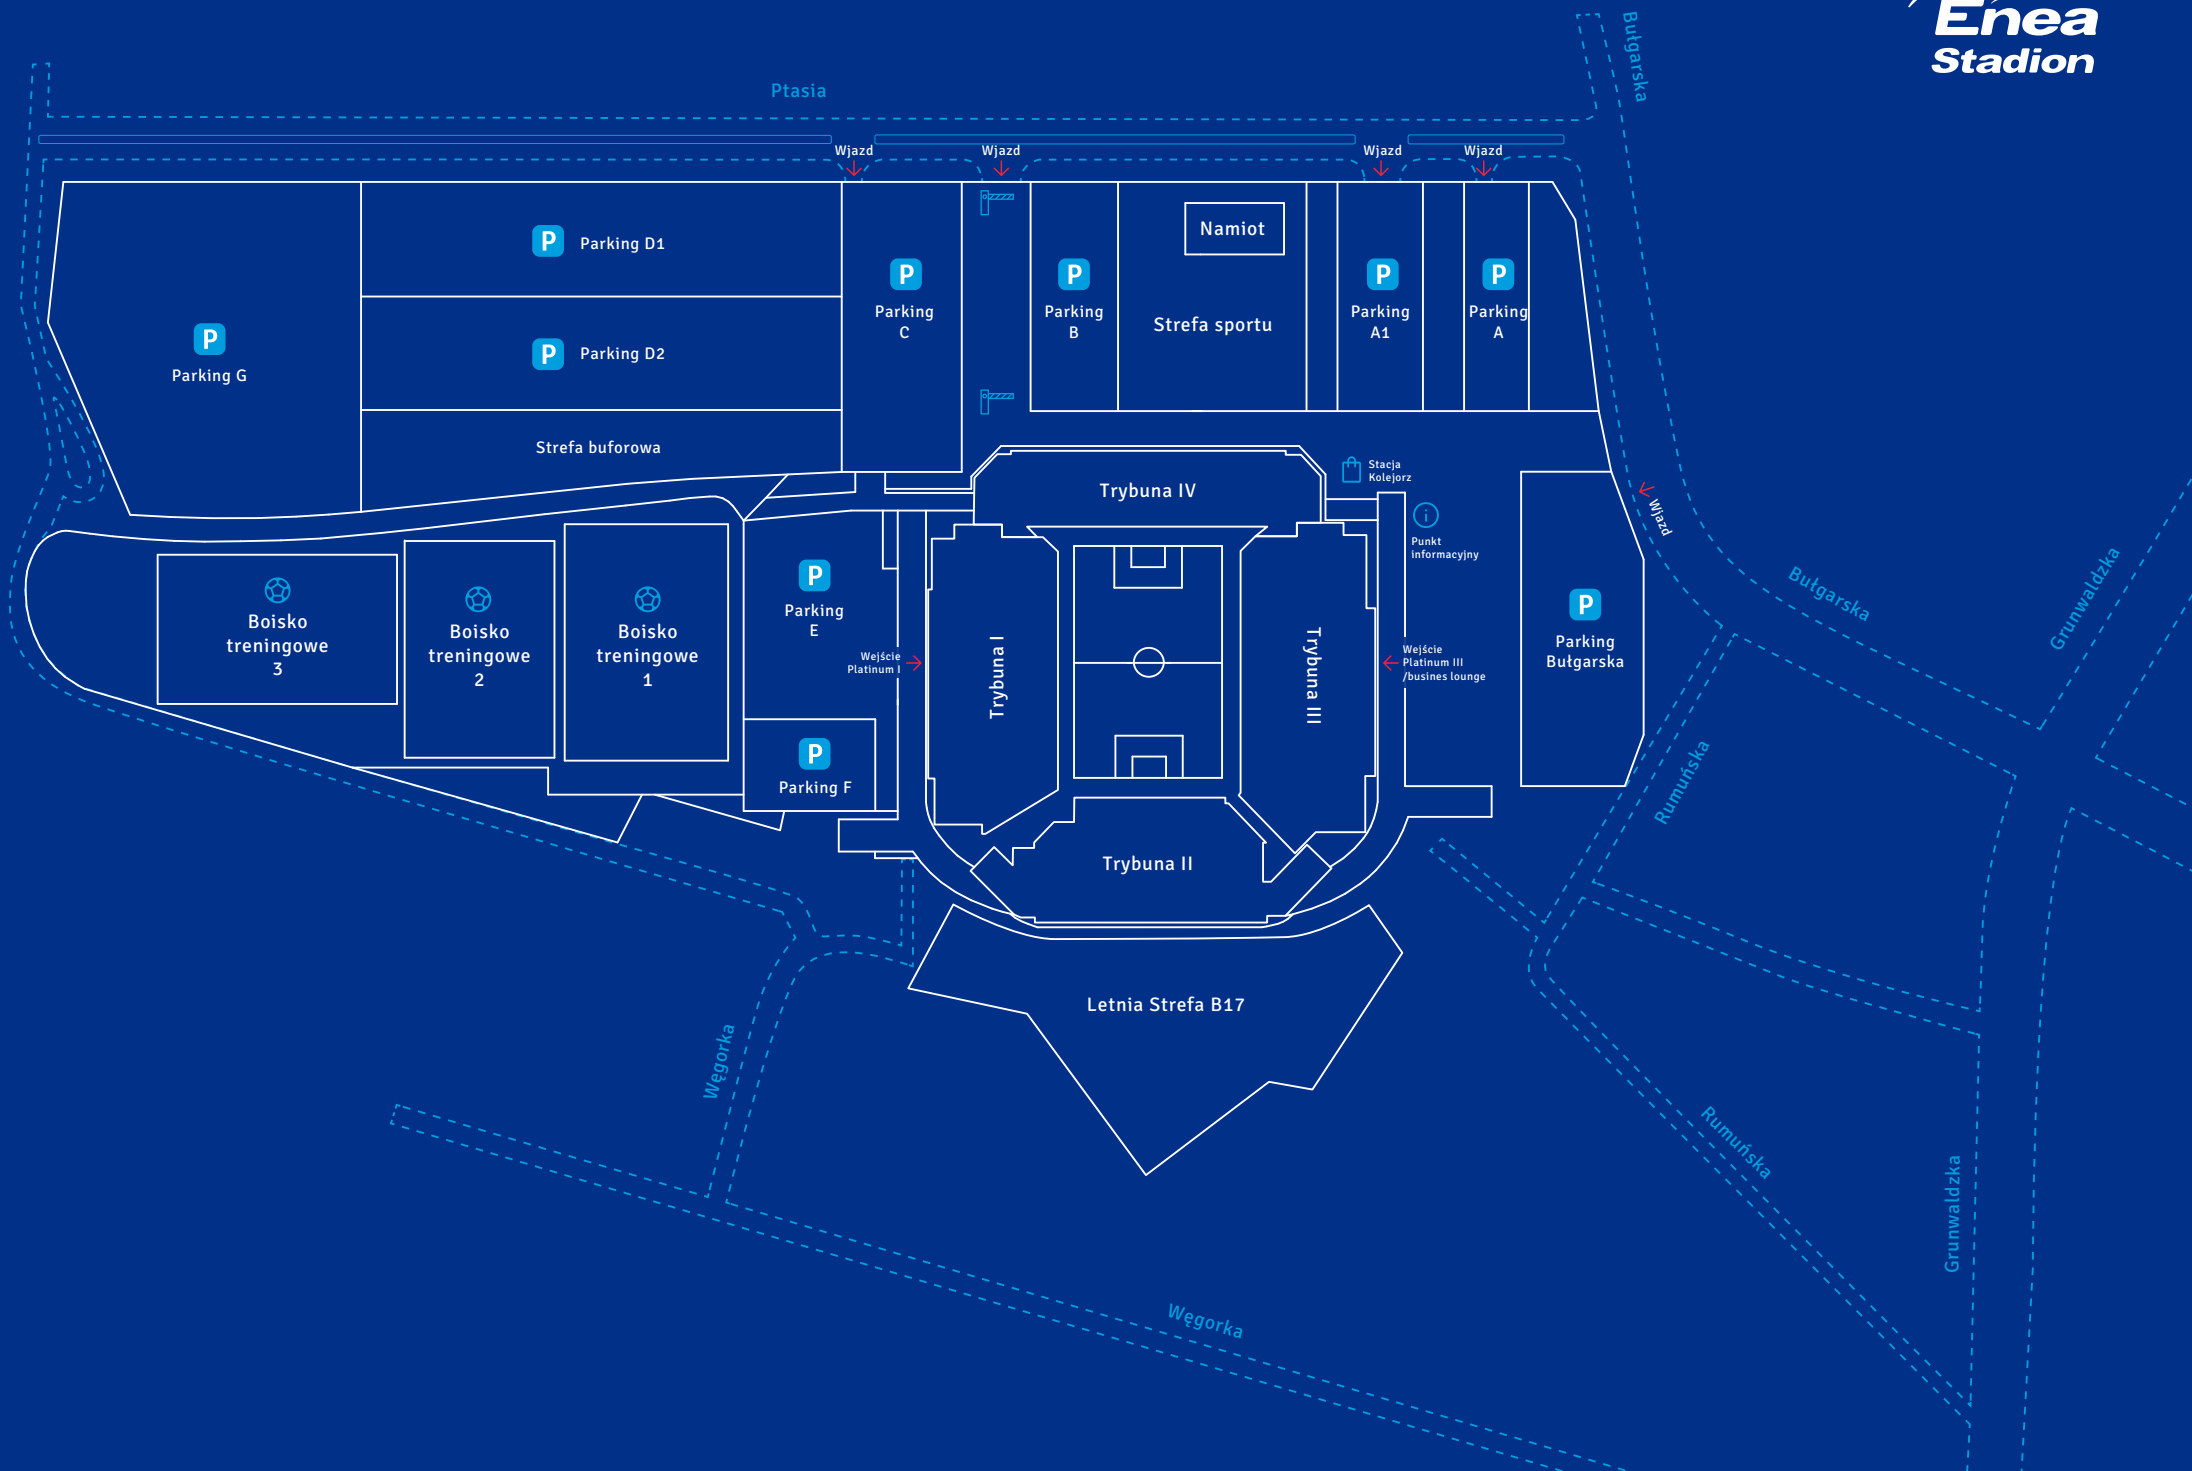 Enea
Stadion
Bułgarska
Ptasia
Wjazd
Wjazd
Wjazd
Wjazd
P
Parking D1
P
Parking D2
Strefa buforowa
P
Parking G
P
Parking
C
P
Parking
B
Namiot
Strefa sportu
P
Parking
A1
P
Parking
A
Stacja
Kolejorz
Punkt
informacyjny
Wjazd
Trybuna IV
Boisko
treningowe
3
Boisko
treningowe
2
Boisko
treningowe
1
P
Parking
E
Wejście
Platinum I
Trybuna I
Trybuna III
Wejście
Platinum III
/busines lounge
P
Parking
Bułgarska
Bułgarska
Grunwaldzka
P
Parking F
Rumuńska
Trybuna II
Letnia Strefa B17
Węgorka
Rumuńska
Grunwaldzka
Węgorka